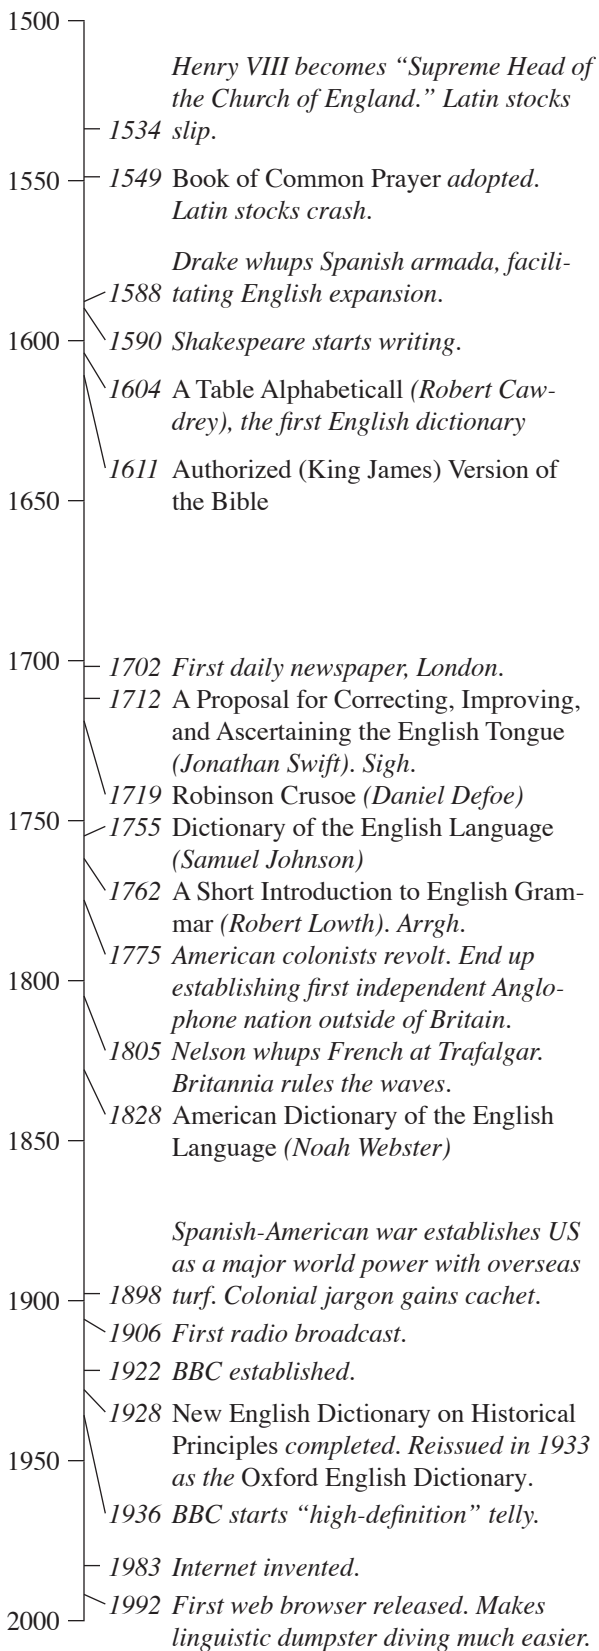 1500
Henry VIII becomes “Supreme Head of
the Church of England.” Latin stocks
1534 slip.
1550
1549 Book of Common Prayer adopted.
Latin stocks crash.
Drake whups Spanish armada, facili-
1588 tating English expansion.
1600
1590 Shakespeare starts writing.
1604 A Table Alphabeticall (Robert Caw-
drey), the first English dictionary
1611 Authorized (King James) Version of
1650
the Bible
1700
1702 First daily newspaper, London.
1712 A Proposal for Correcting, Improving,
and Ascertaining the English Tongue
(Jonathan Swift). Sigh.
1719 Robinson Crusoe (Daniel Defoe)
1750
1755 Dictionary of the English Language
(Samuel Johnson)
1762 A Short Introduction to English Gram-
mar (Robert Lowth). Arrgh.
1775 American colonists revolt. End up
1800
establishing first independent Anglo-
phone nation outside of Britain.
1805 Nelson whups French at Trafalgar.
Britannia rules the waves.
1828 American Dictionary of the English
1850
Language (Noah Webster)
Spanish-American war establishes US
as a major world power with overseas
1900
1898 turf. Colonial jargon gains cachet.
1906 First radio broadcast.
1922 BBC established.
1928 New English Dictionary on Historical
1950
Principles completed. Reissued in 1933
as the Oxford English Dictionary.
1936 BBC starts “high-definition” telly.
1983 Internet invented.
1992 First web browser released. Makes
2000
linguistic dumpster diving much easier.